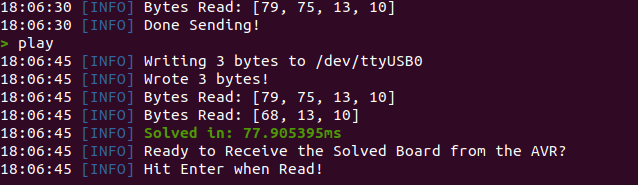 18:06:30 [INFO] Bytes Read: [79, 75, 13, 10]
18:06:30 [INFO] Done Sending!
> play
18:06:45 [INFO] Writing 3 bytes to /dev/ttyUSB0
18:06:45 [INFO] Wrote 3 bytes!
18:06:45 [INFO] Bytes Read: [79, 75, 13, 10]
18:06:45 [INFO] Bytes Read: [68, 13, 10]
18:06:45 [INFO] Solved in: 77.905395ms
18:06:45 [INFO] Ready to Receive the Solved Board from the AVR?
18:06:45 [INFO] Hit Enter when Read!